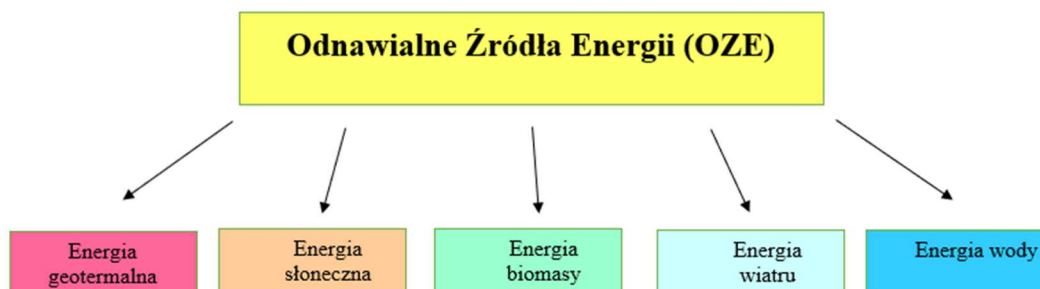 Odnawialne Źródła Energii (OZE)
Energia
geotermalna
Energia
słoneczna
Energia
biomasy
Energia
wiatru
Energia wody